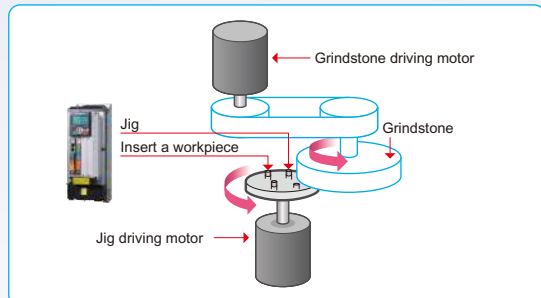 Grindstone driving motor
Jig
Grindstone
Insert a workpiece
Jig driving motor